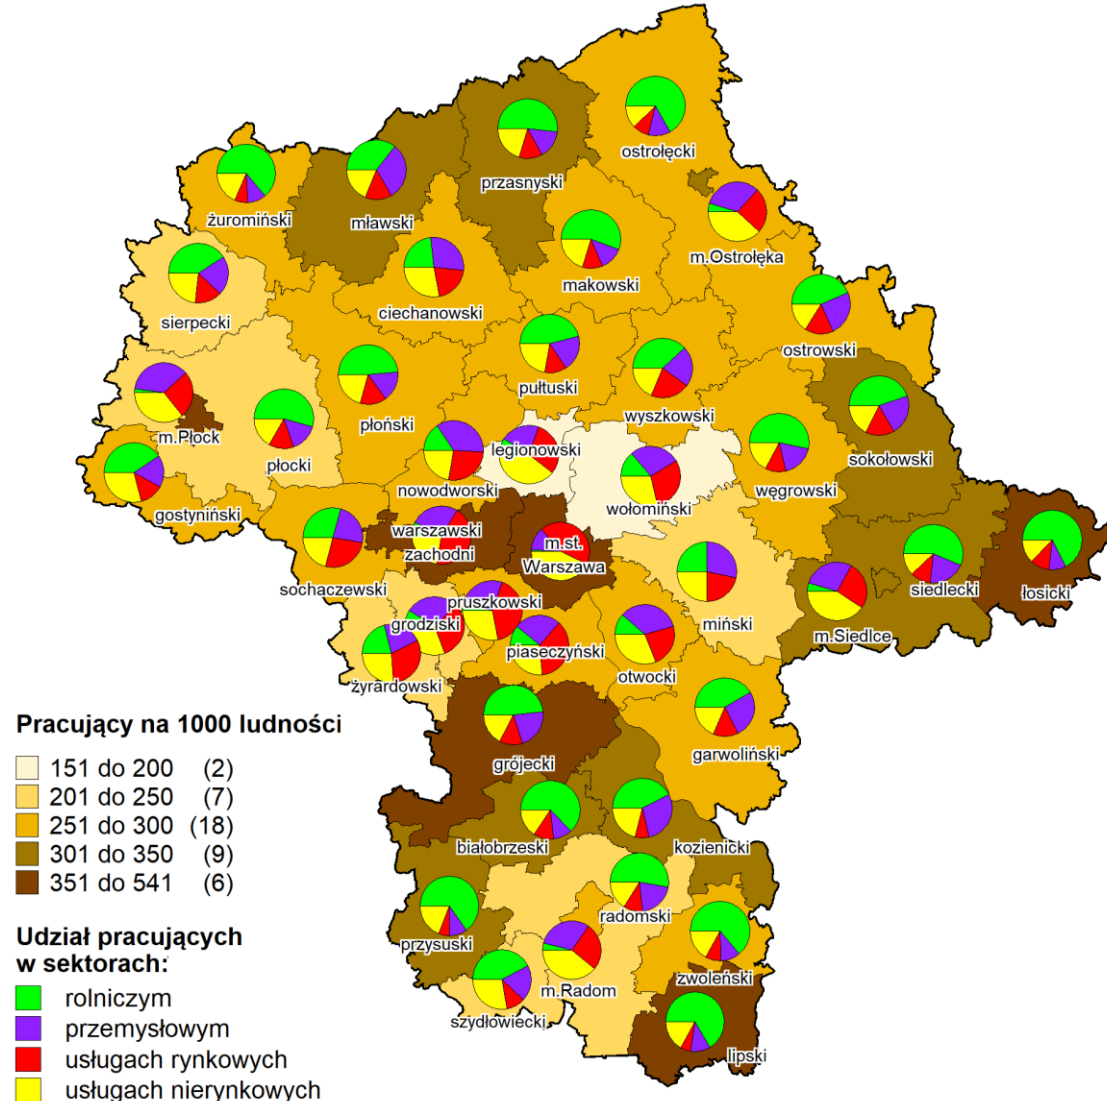 ostrołęcki
przasnyski
żuromiński
mławski
m.Ostrołęka
makowski
ciechanowski
sierpecki
ostrowski
pułtuski
wyszkowski
płoński
m.Płock
legionowski
płocki
sokołowski
nowodworski
węgrowski
gostyniński
wołomiński
warszawski
zachodni
m.st.
Warszawa
sochaczewski
siedlecki
łosicki
pruszkowski
grodziski
miński
m.Siedlce
piaseczyński
otwocki
żyrardowski
garwoliński
grójecki
białobrzeski
kozienicki
radomski
przysuski
zwoleński
m.Radom
szydłowiecki
lipski
Pracujący na 1000 ludności
151 do 200 (2)
201 do 250 (7)
251 do 300 (18)
301 do 350 (9)
351 do 541 (6)
Udział pracujących
w sektorach:
rolniczym
przemysłowym
usługach rynkowych
usługach nierynkowych